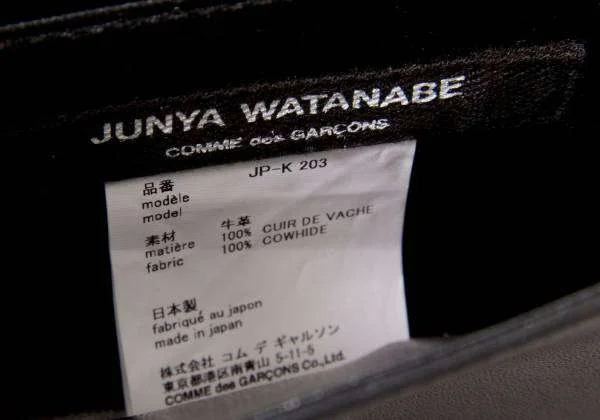 JUNYA WATANABE
COMME des GARÇONS
品番 JP-K 203
modèle
model
素材 牛革
matière 100% CUIR DE VACHE
fabric 100% COWHIDE
日本製
fabriqué au japon
made in japan
株式会社 コム デ ギャルソン
東京都港区南青山 5-11-5
COMME des GARÇONS Co., Ltd.